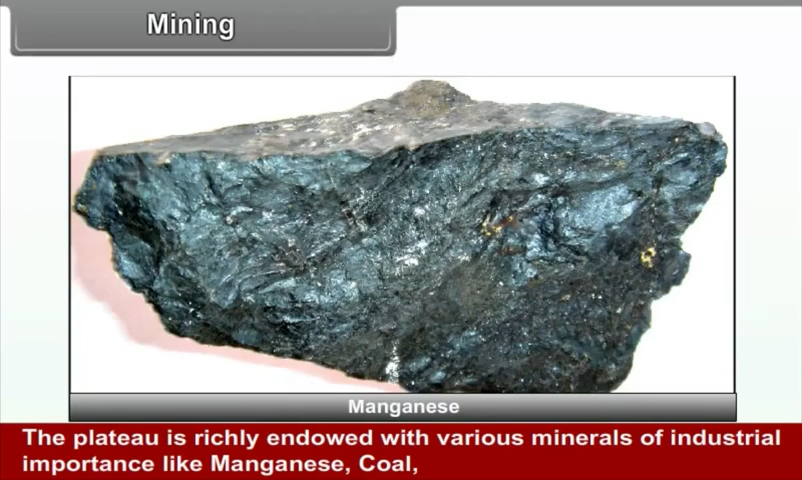 Mining
Manganese
The plateau is richly endowed with various minerals of industrial
importance like Manganese, Coal,